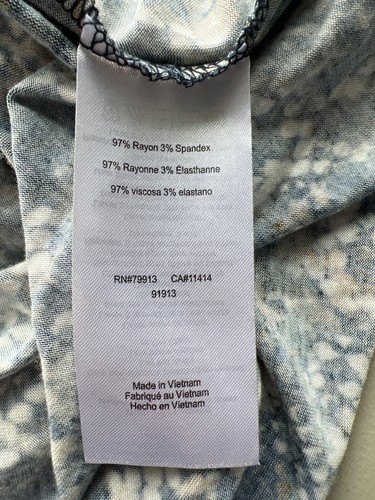 97% Rayon 3% Spandex
97% Rayonne 3% Élasthanne
97% viscosa 3% elastano
RN#79913 CA#11414
91913
Made in Vietnam
Fabriqué au Vietnam
Hecho en Vietnam